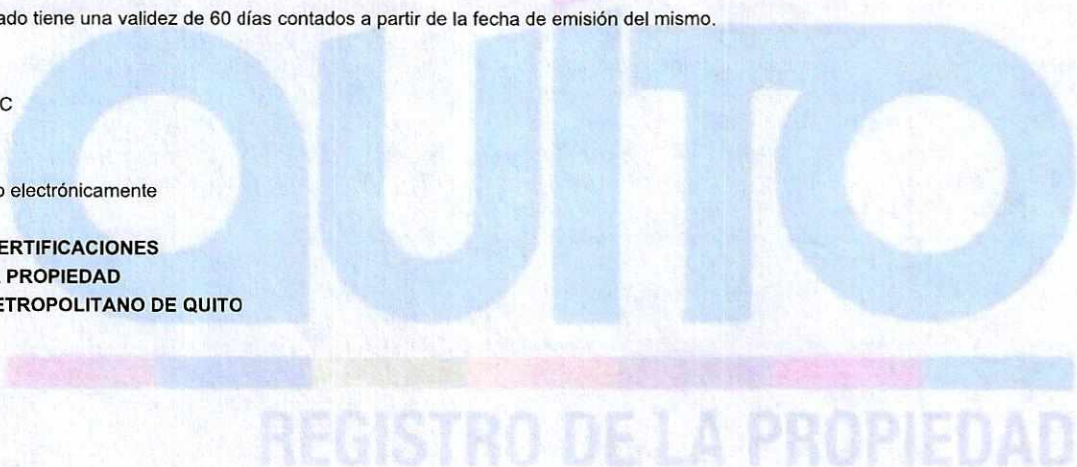 ado tiene una validez de 60 días contados a partir de la fecha de emisión del mismo.
C
o electrónicamente
ERTIFICACIONES
PROPIEDAD
ETROPOLITANO DE QUITO
QUITO
REGISTRO DE LA PROPIEDAD